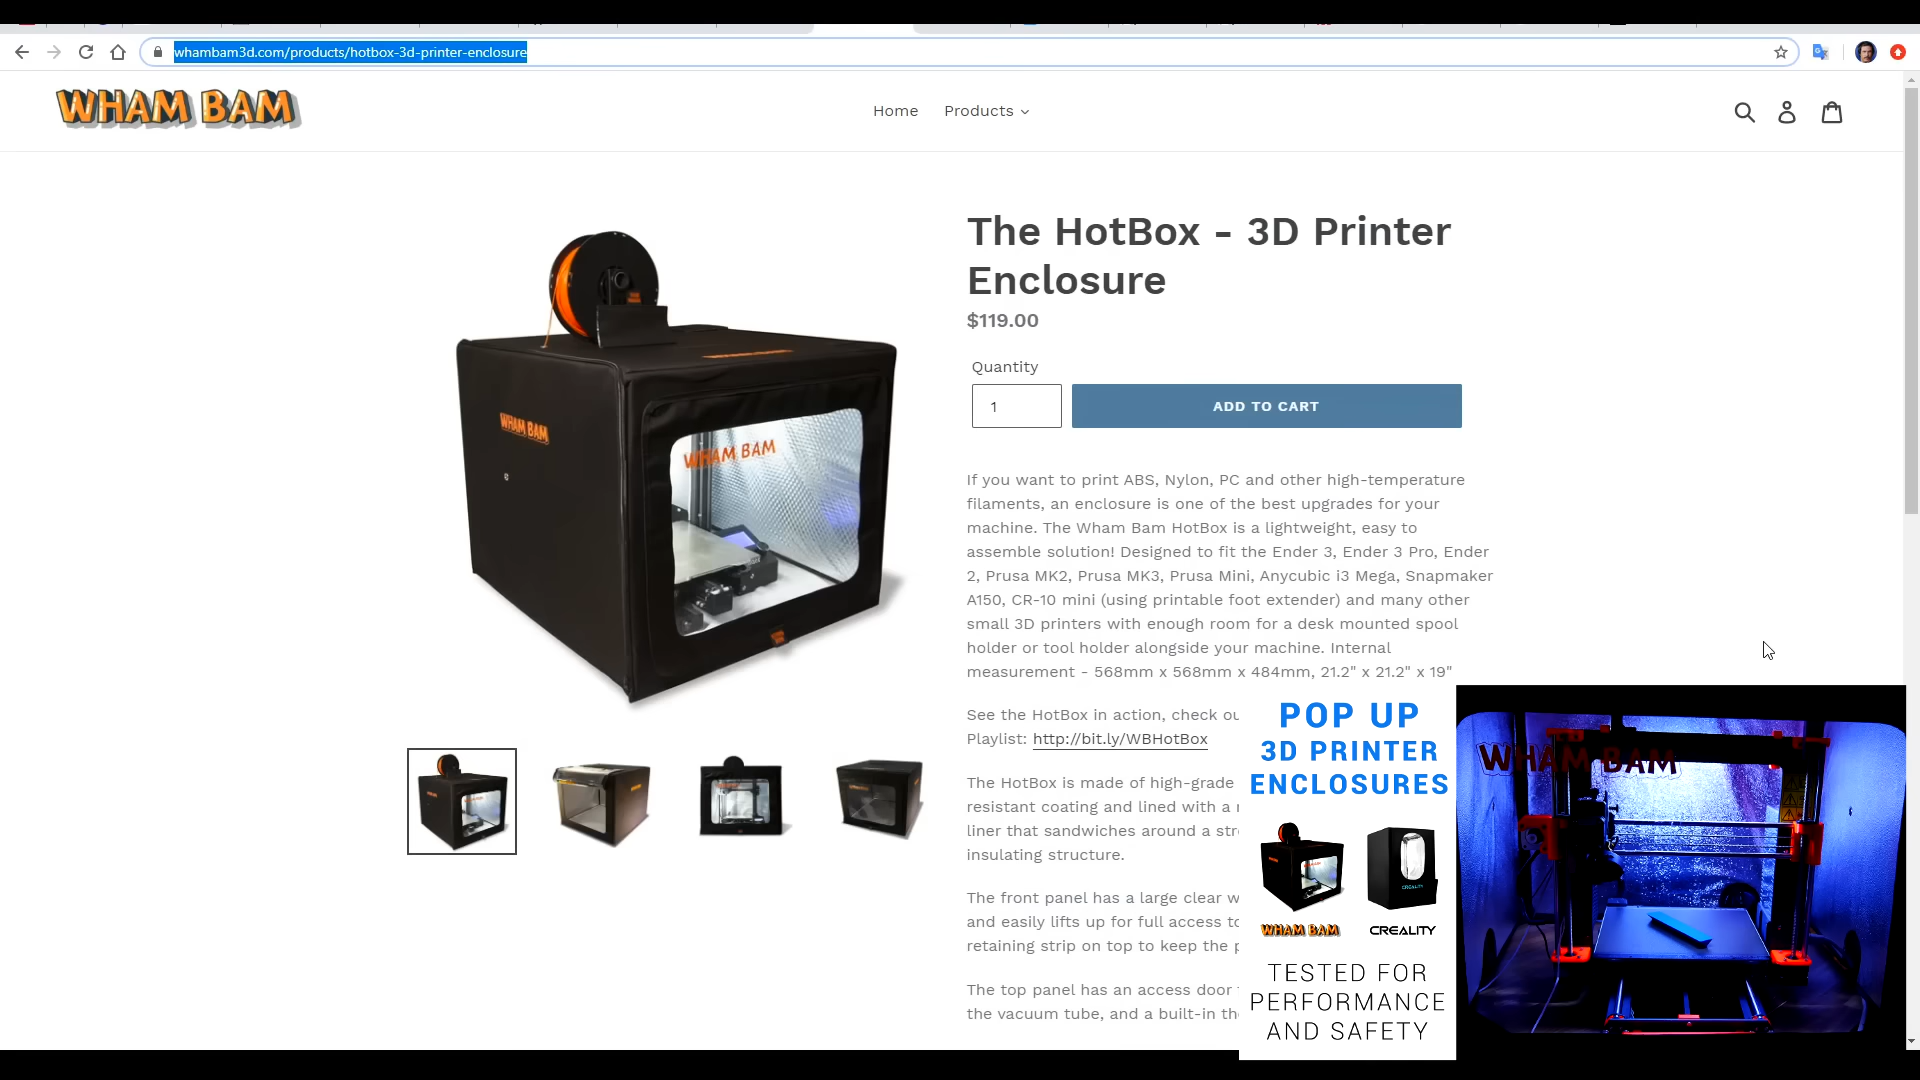 whambam3d.com/products/hotbox-3d-printer-enclosure
WHAM BAM
Home
Products
The HotBox - 3D Printer
Enclosure
$119.00
Quantity
1
ADD TO CART
WHAM BAM
WHAM BAM
If you want to print ABS, Nylon, PC and other high-temperature
filaments, an enclosure is one of the best upgrades for your
machine. The Wham Bam HotBox is a lightweight, easy to
assemble solution! Designed to fit the Ender 3, Ender 3 Pro, Ender
2, Prusa MK2, Prusa MK3, Prusa Mini, Anycubic i3 Mega, Snapmaker
A150, CR-10 mini (using printable foot extender) and many other
small 3D printers with enough room for a desk mounted spool
holder or tool holder alongside your machine. Internal
measurement - 568mm x 568mm x 484mm, 21.2" x 21.2" x 19"
See the HotBox in action, check
Playlist: http://bit.ly/WBHotBox
The HotBox is made of high-grade
resistant coating and lined with a
liner that sandwiches around a
insulating structure.
The front panel has a large clear
and easily lifts up for full access
retaining strip on top to keep the
The top panel has an access door
the vacuum tube, and a built-in
POP UP
3D PRINTER
ENCLOSURES
CREALITY
WHAM BAM
CREALITY
TESTED FOR
PERFORMANCE
AND SAFETY
WHAM BAM